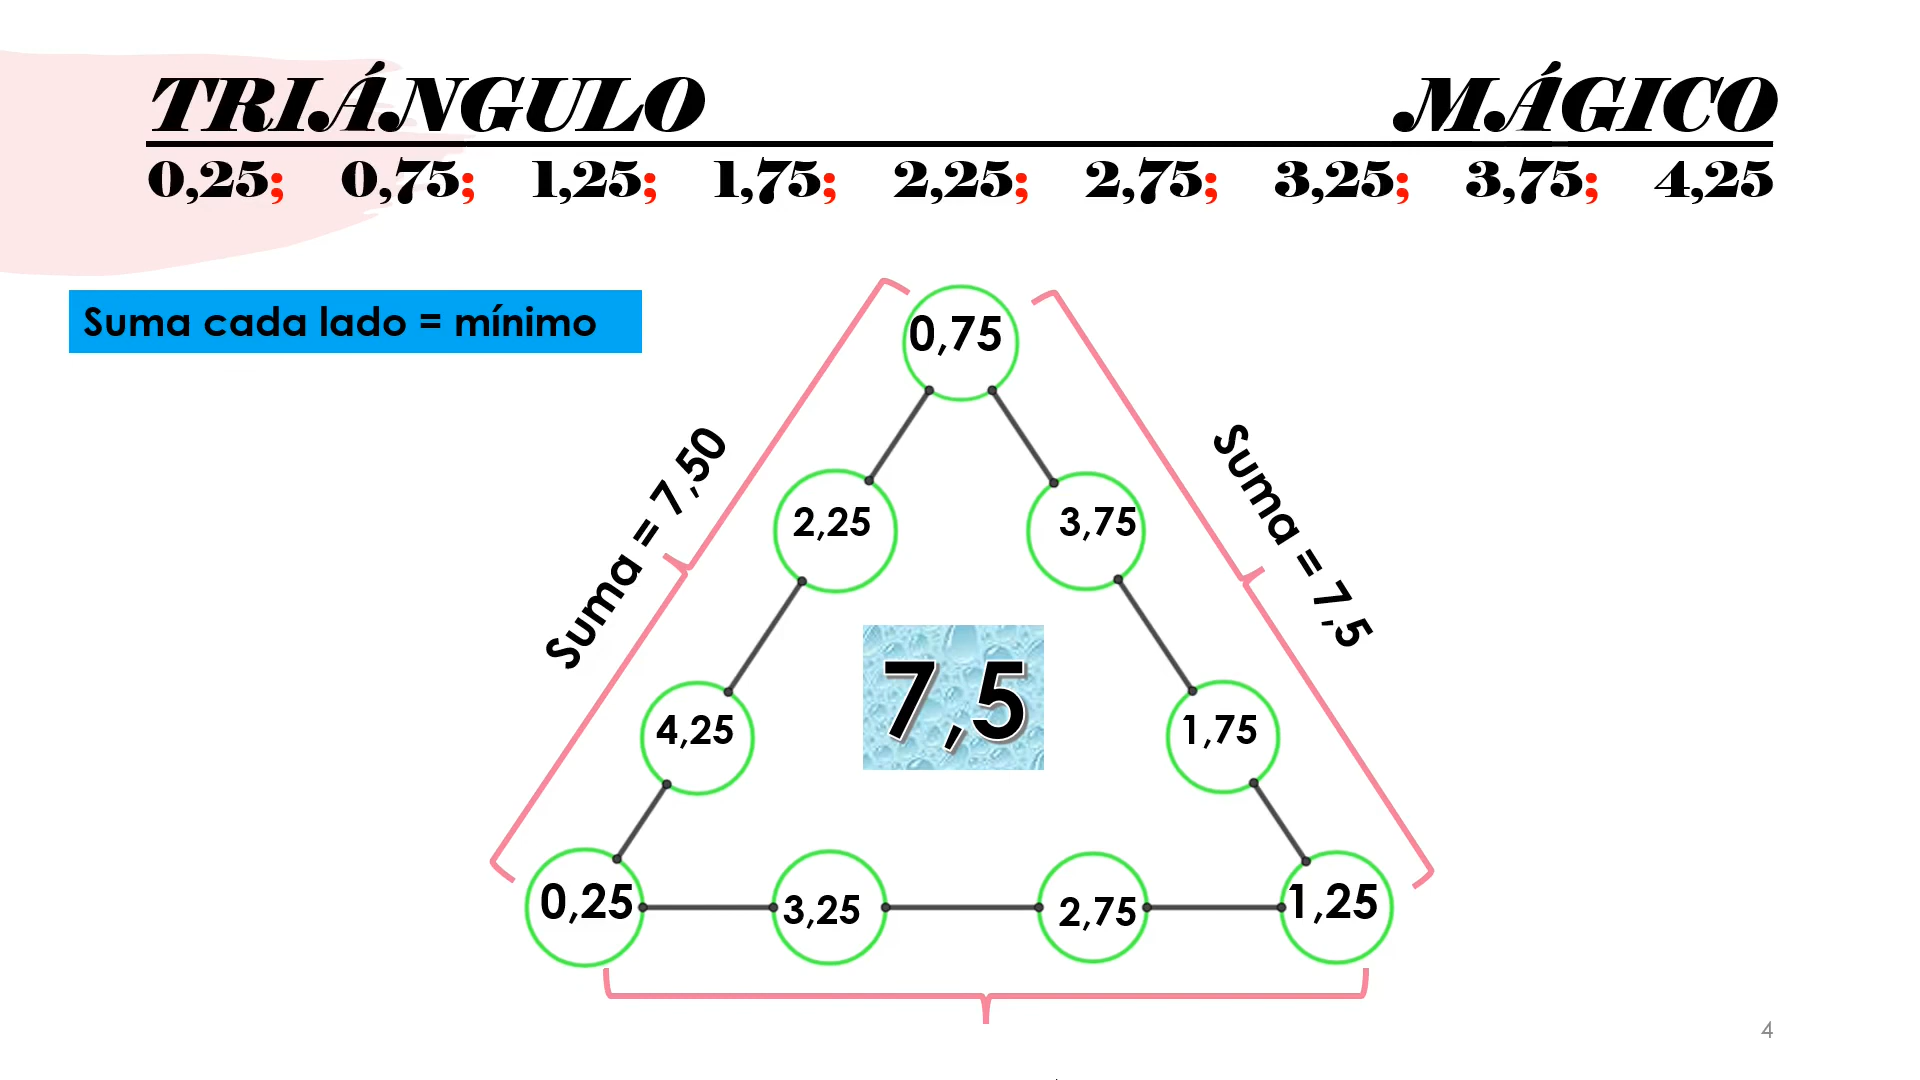 TRIÁNGULO MÁGICO
0,25; 0,75; 1,25; 1,75; 2,25; 2,75; 3,25; 3,75; 4,25
Suma cada lado = mínimo
0,75
Suma = 7,50
Suma = 7,5
2,25
3,75
7,5
4,25
1,75
0,25
3,25
2,75
1,25
4